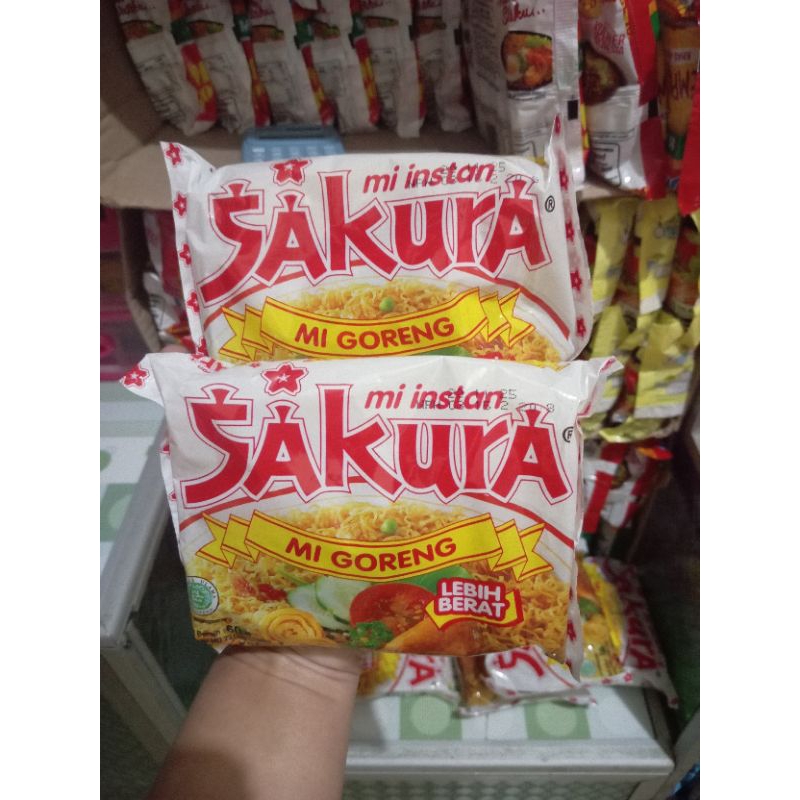 mi instan
SAKURA ®
MI GORENG
mi instan
SAKURA ®
MI GORENG
LEBIH
BERAT